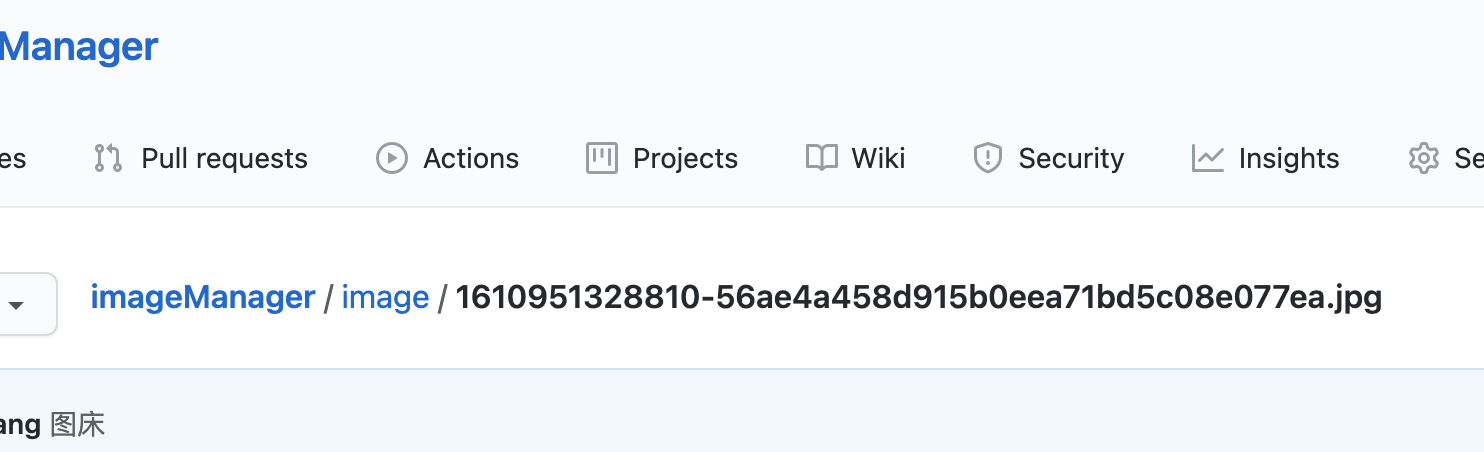 Manager
es Pull requests Actions Projects Wiki Security Insights Se
imageManager / image / 1610951328810-56ae4a458d915b0eea71bd5c08e077ea.jpg
ang 图床